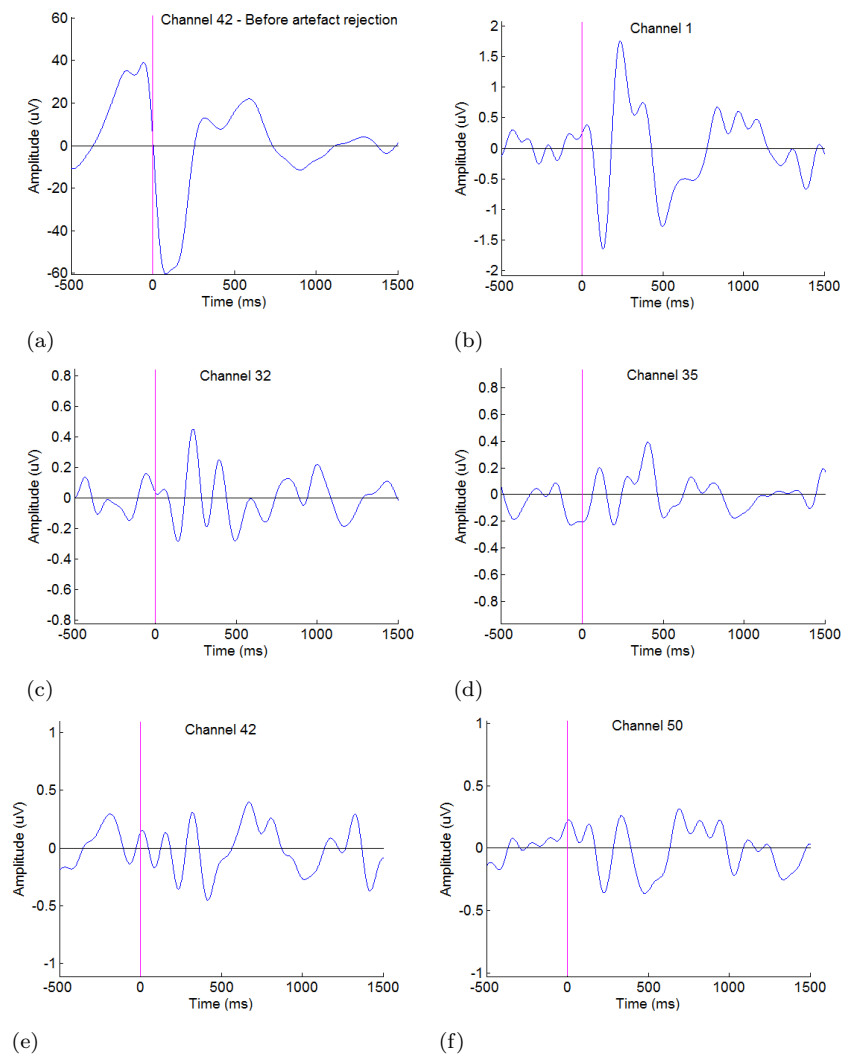 Channel 42 - Before artefact rejection
60
40
20
0
-20
-40
-60
Amplitude (uV)
-500 0 500 1000 1500
Time (ms)
(a)
Channel 1
2
1.5
1
0.5
0
-0.5
-1
-1.5
-2
Amplitude (uV)
-500 0 500 1000 1500
Time (ms)
(b)
Channel 32
0.8
0.6
0.4
0.2
0
-0.2
-0.4
-0.6
-0.8
Amplitude (uV)
-500 0 500 1000 1500
Time (ms)
(c)
Channel 35
0.8
0.6
0.4
0.2
0
-0.2
-0.4
-0.6
-0.8
Amplitude (uV)
-500 0 500 1000 1500
Time (ms)
(d)
Channel 42
1
0.5
0
-0.5
-1
Amplitude (uV)
-500 0 500 1000 1500
Time (ms)
(e)
Channel 50
1
0.5
0
-0.5
-1
Amplitude (uV)
-500 0 500 1000 1500
Time (ms)
(f)